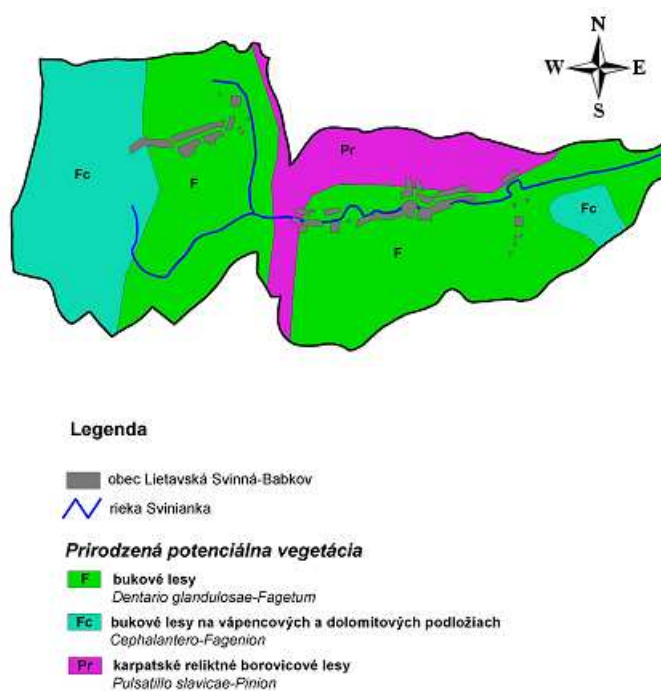 N
W E
S
Pr
Fc
F
Fc
F
Legenda
obec Lietavská Svinná-Babkov
rieka Svinianka
Prirodzená potenciálna vegetácia
F bukové lesy
Dentario glandulosae-Fagetum
Fc bukové lesy na vápencových a dolomitových podložiach
Cephalantero-Fagenion
Pr karpatské reliktné borovicové lesy
Pulsatillo slavicae-Pinion